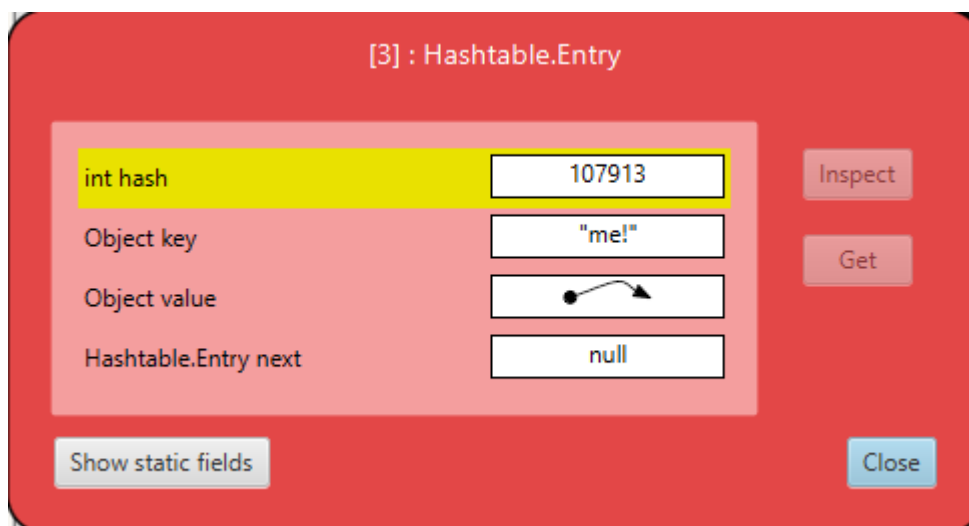 [3] : Hashtable.Entry
int hash 107913
Inspect
Object key "me!"
Get
Object value
Hashtable.Entry next null
Show static fields
Close